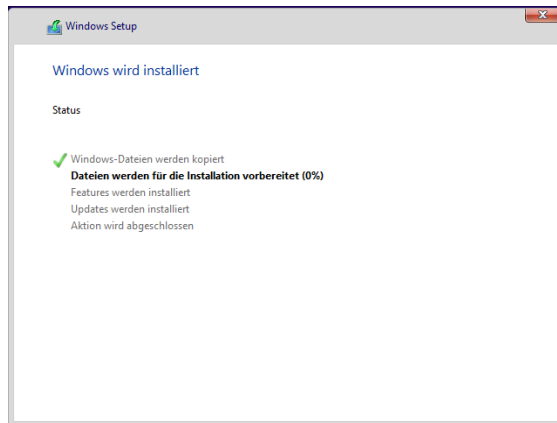 Windows Setup
Windows wird installiert
Status
Windows-Dateien werden kopiert
Dateien werden für die Installation vorbereitet (0%)
Features werden installiert
Updates werden installiert
Aktion wird abgeschlossen